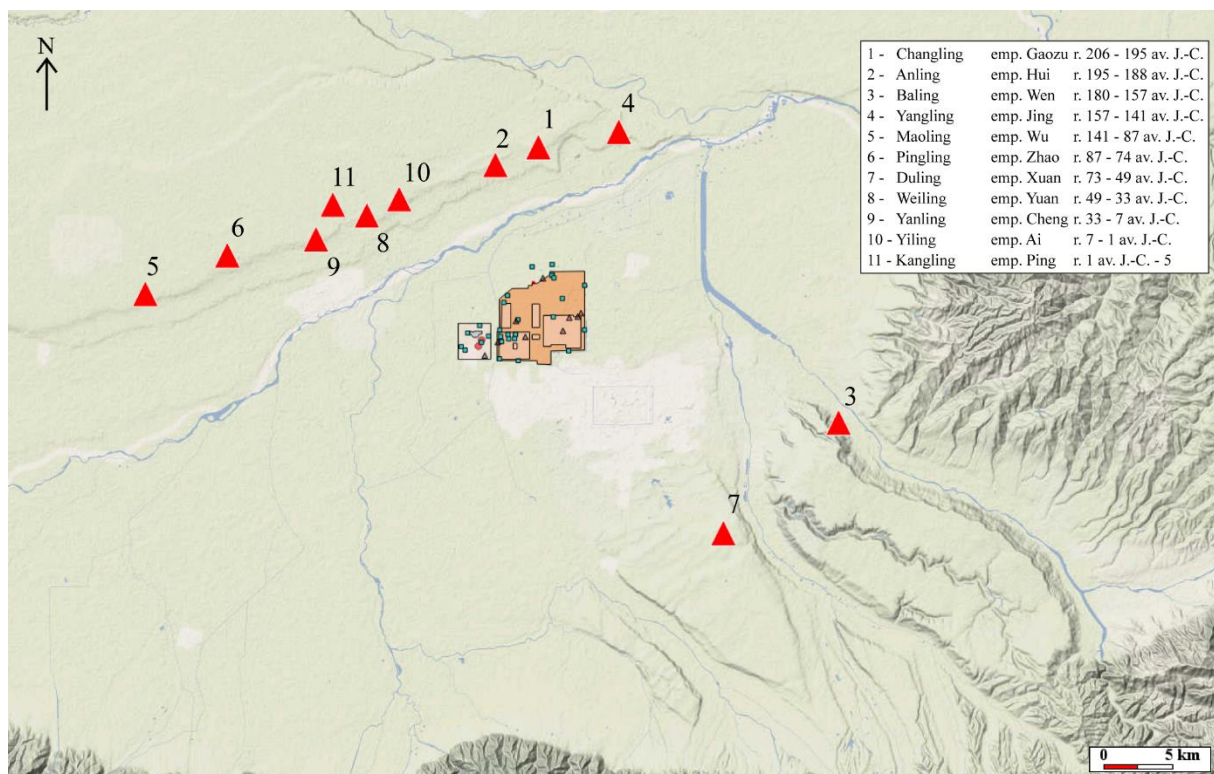 N
1 - Changling emp. Gaozu r. 206 - 195 av. J.-C.
2 - Anling emp. Hui r. 195 - 188 av. J.-C.
3 - Baling emp. Wen r. 180 - 157 av. J.-C.
4 - Yangling emp. Jing r. 157 - 141 av. J.-C.
5 - Maoling emp. Wu r. 141 - 87 av. J.-C.
6 - Pingling emp. Zhao r. 87 - 74 av. J.-C.
7 - Duling emp. Xuan r. 73 - 49 av. J.-C.
8 - Weiling emp. Yuan r. 49 - 33 av. J.-C.
9 - Yanling emp. Cheng r. 33 - 7 av. J.-C.
10 - Yiling emp. Ai r. 7 - 1 av. J.-C.
11 - Kangling emp. Ping r. 1 av. J.-C. - 5
4
1
2
10
11
8
6
9
5
3
7
0 5 km